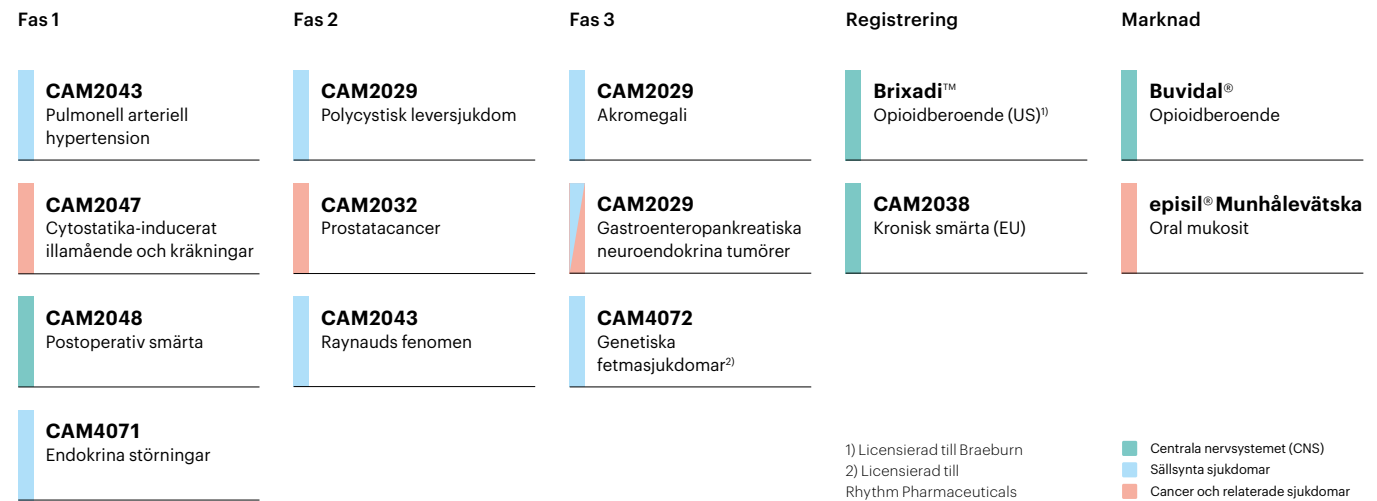 Fas 1
CAM2043
Pulmonell arteriell
hypertension
CAM2047
Cytostatika-inducerat
illamående och kräkningar
CAM2048
Postoperativ smärta
CAM4071
Endokrina störningar
Fas 2
CAM2029
Polycystisk leversjukdom
CAM2032
Prostatacancer
CAM2043
Raynauds fenomen
Fas 3
CAM2029
Akromegali
CAM2029
Gastroenteropankreatiska
neuroendokrina tumörer
CAM4072
Genetiska
fetmasjukdomar2)
Registrering
Brixadi™
Opioidberoende (US)1)
CAM2038
Kronisk smärta (EU)
Marknad
Buvidal®
Opioidberoende
episil® Munhålevätska
Oral mukosit
1) Licensierad till Braeburn
2) Licensierad till
Rhythm Pharmaceuticals
Centrala nervsystemet (CNS)
Sällsynta sjukdomar
Cancer och relaterade sjukdomar